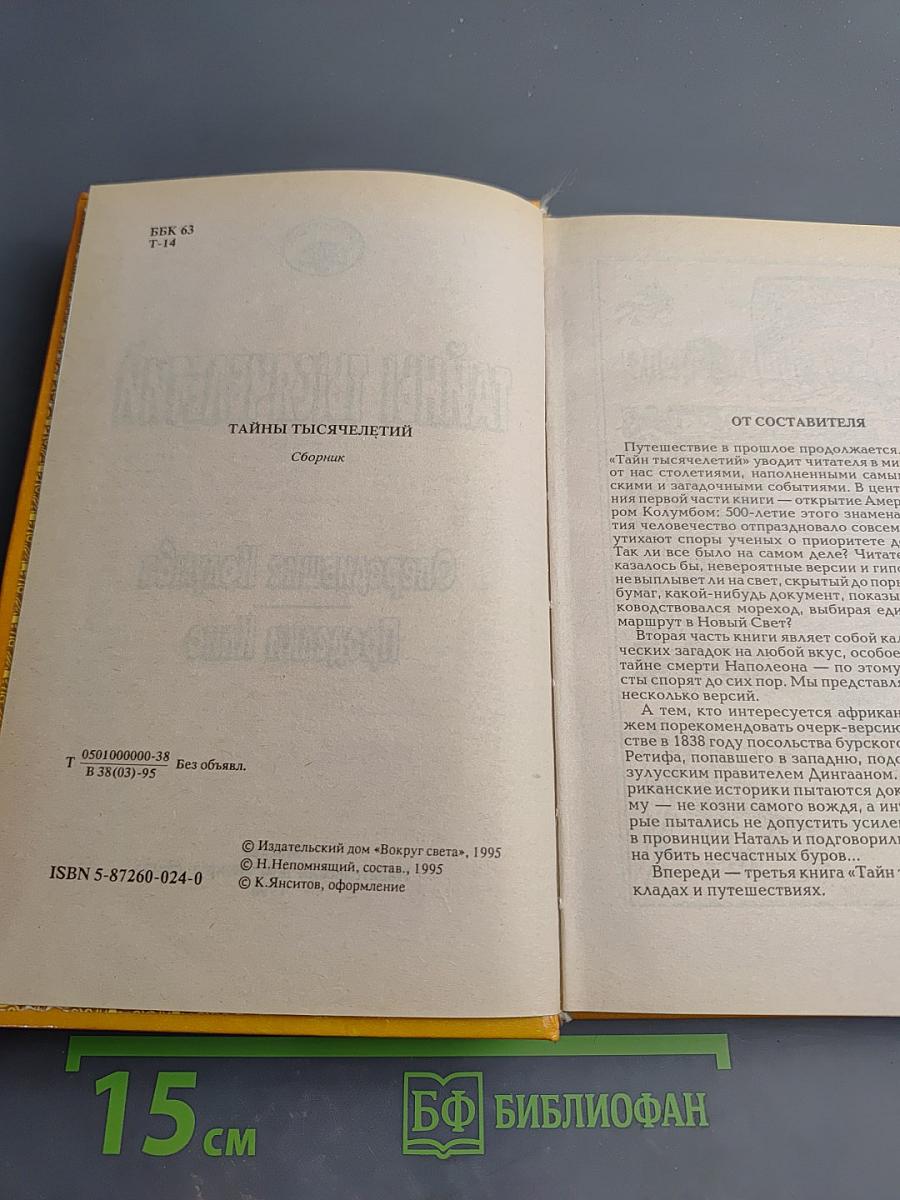 ББК 63
Т-14
ТАЙНЫ ТЫСЯЧЕЛЕТИЙ
Сборник
Т 0501000000-38 Без объявл.
В 38(03)-95
ISBN 5-87260-024-0
© Издательский дом «Вокруг света», 1995
© Н.Непомнящий, состав., 1995
© К.Янситов, оформление
ОТ СОСТАВИТЕЛЯ
Путешествие в прошлое продолжается.
«Тайн тысячелетий» уводит читателя в ми
от нас столетиями, наполненными самы
скими и загадочными событиями. В цент
ния первой части книги — открытие Амер
ром Колумбом: 500-летие этого знамена
тия человечество отпраздновало совсем
утихают споры ученых о приоритете д
Так ли все было на самом деле? Читате
казалось бы, невероятные версии и гип
не выплывет ли на свет, скрытый до поры
бумаг, какой-нибудь документ, показы
ководствовался мореход, выбирая еди
маршрут в Новый Свет?
Вторая часть книги являет собой кал
ческих загадок на любой вкус, особое
тайне смерти Наполеона — по этому
сты спорят до сих пор. Мы представл
несколько версий.
А тем, кто интересуется африкан
жем порекомендовать очерк-версию
стве в 1838 году посольства бурского
Ретифа, попавшего в западню, подс
зулусским правителем Дингааном.
риканские историки пытаются док
му — не козни самого вождя, а ин
рые пытались не допустить усиле
в провинции Наталь и подговорил
на убить несчастных буров...
Впереди — третья книга «Тайн т
кладах и путешествиях.
15 см
БФ БИБЛИОФАН